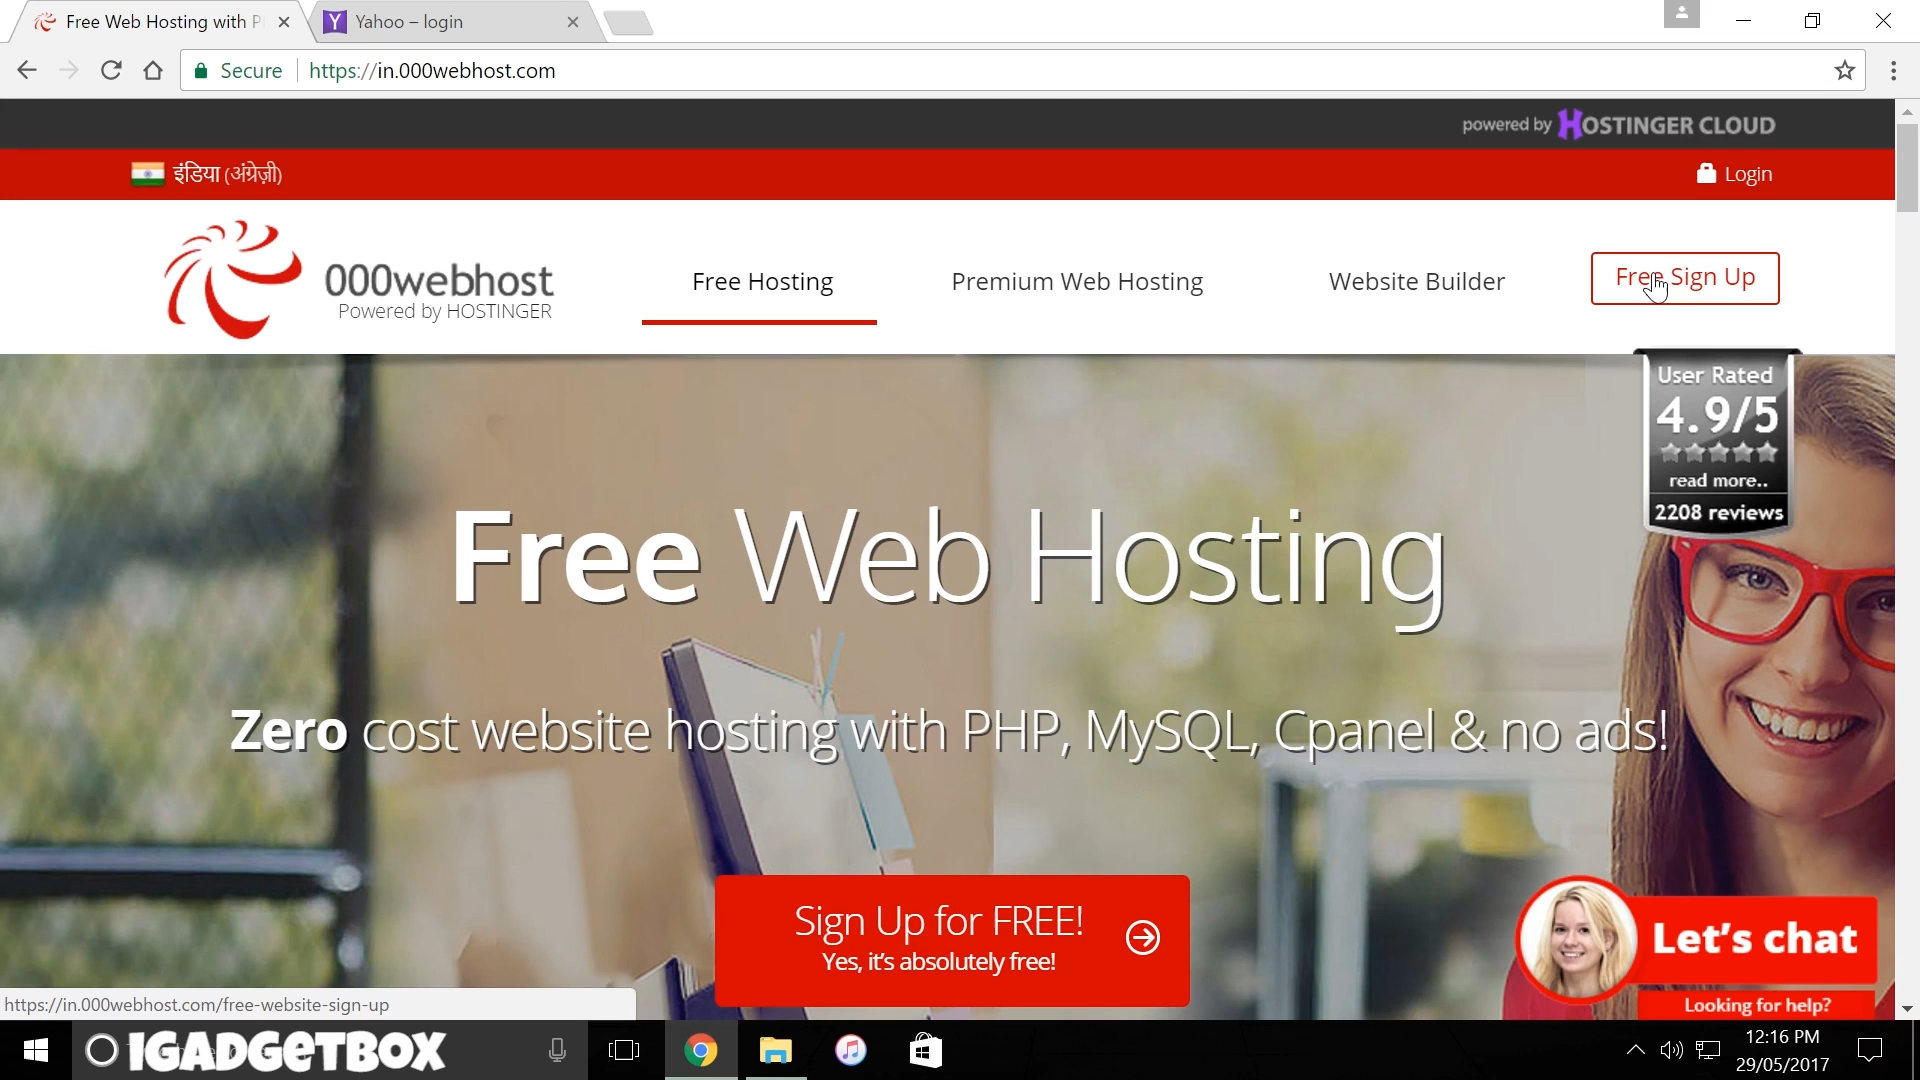 Free Web Hosting with P
Yahoo – login
Secure
https://in.000webhost.com
powered by HOSTINGER CLOUD
इंडिया (अंग्रेज़ी)
Login
000webhost
Powered by HOSTINGER
Free Hosting
Premium Web Hosting
Website Builder
Free Sign Up
User Rated
4.9/5
read more..
2208 reviews
Free Web Hosting
Zero cost website hosting with PHP, MySQL, Cpanel & no ads!
Sign Up for FREE!
Yes, it's absolutely free!
Let's chat
Looking for help?
https://in.000webhost.com/free-website-sign-up
IGADGETBOX
12:16 PM
29/05/2017